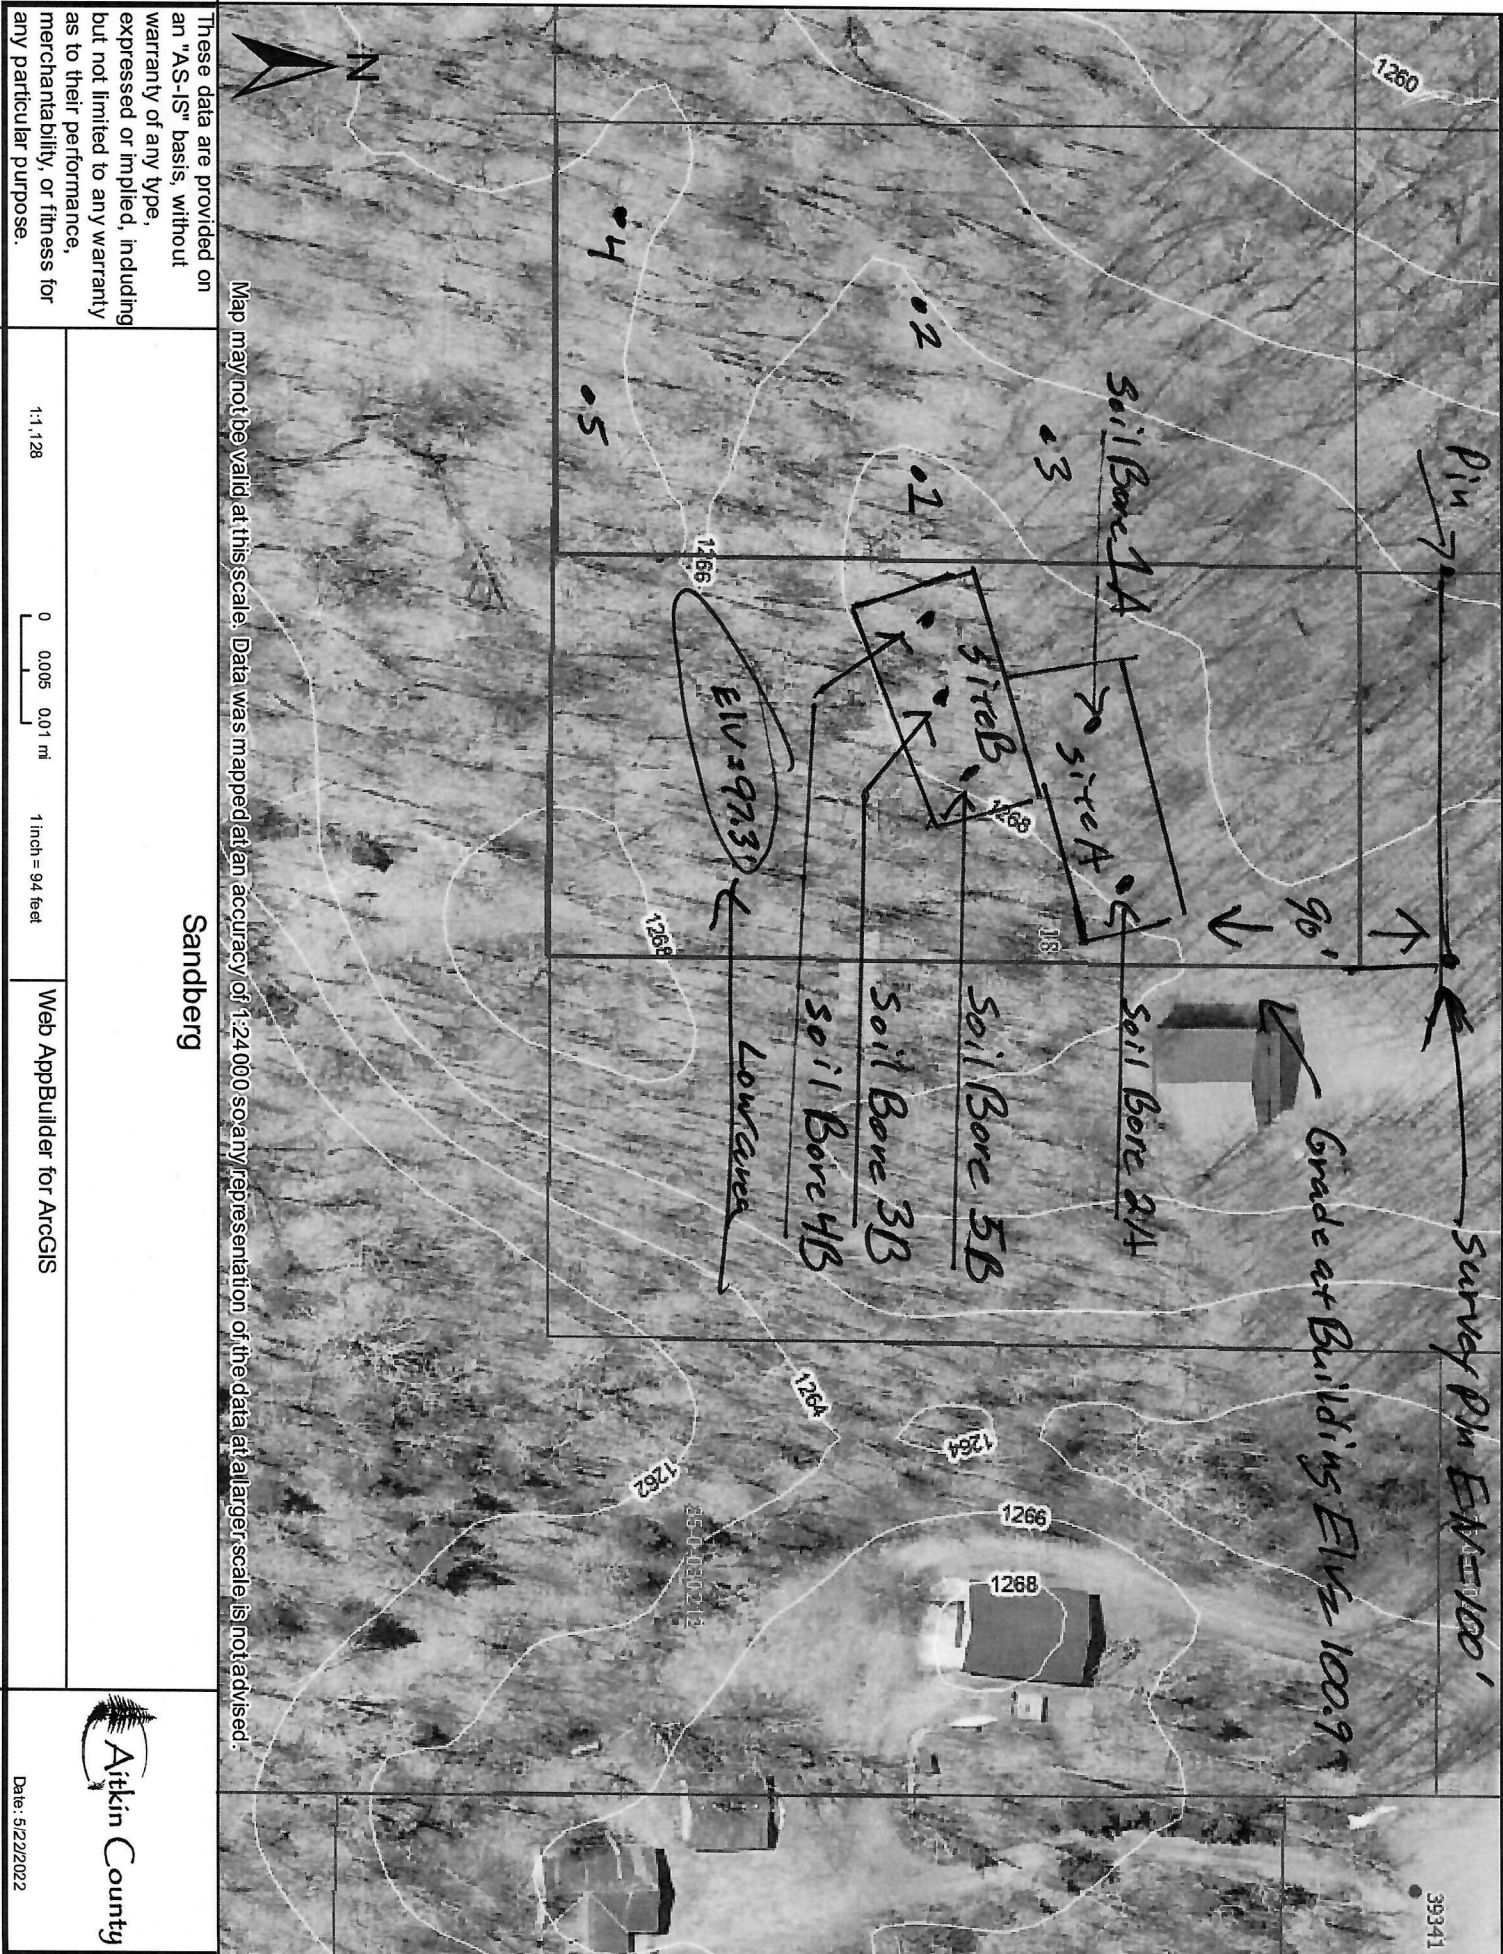 Pin
Survey Pin Elv=100'
Grade at Building Elv= 100.9'
90'
1260
39341
Soil Bore 1A
Site A
Soil Bore 2A
16
.3
.2
.1
Site B
1268
Soil Bore 5B
Soil Bore 3B
Soil Bore 4B
1264
1266
1268
.4
.5
1266
Elv = 97.3'
Low area
1268
1264
1262
Map may not be valid at this scale. Data was mapped at an accuracy of 1:24000 so any representation of the data at a larger scale is not advised.
N
These data are provided on
an "AS-IS" basis, without
warranty of any type,
expressed or implied, including
but not limited to any warranty
as to their performance,
merchantability, or fitness for
any particular purpose.
Sandberg
1:1,128
0 0.005 0.01 mi
1 inch = 94 feet
Web AppBuilder for ArcGIS
Aitkin County
Date: 5/22/2022